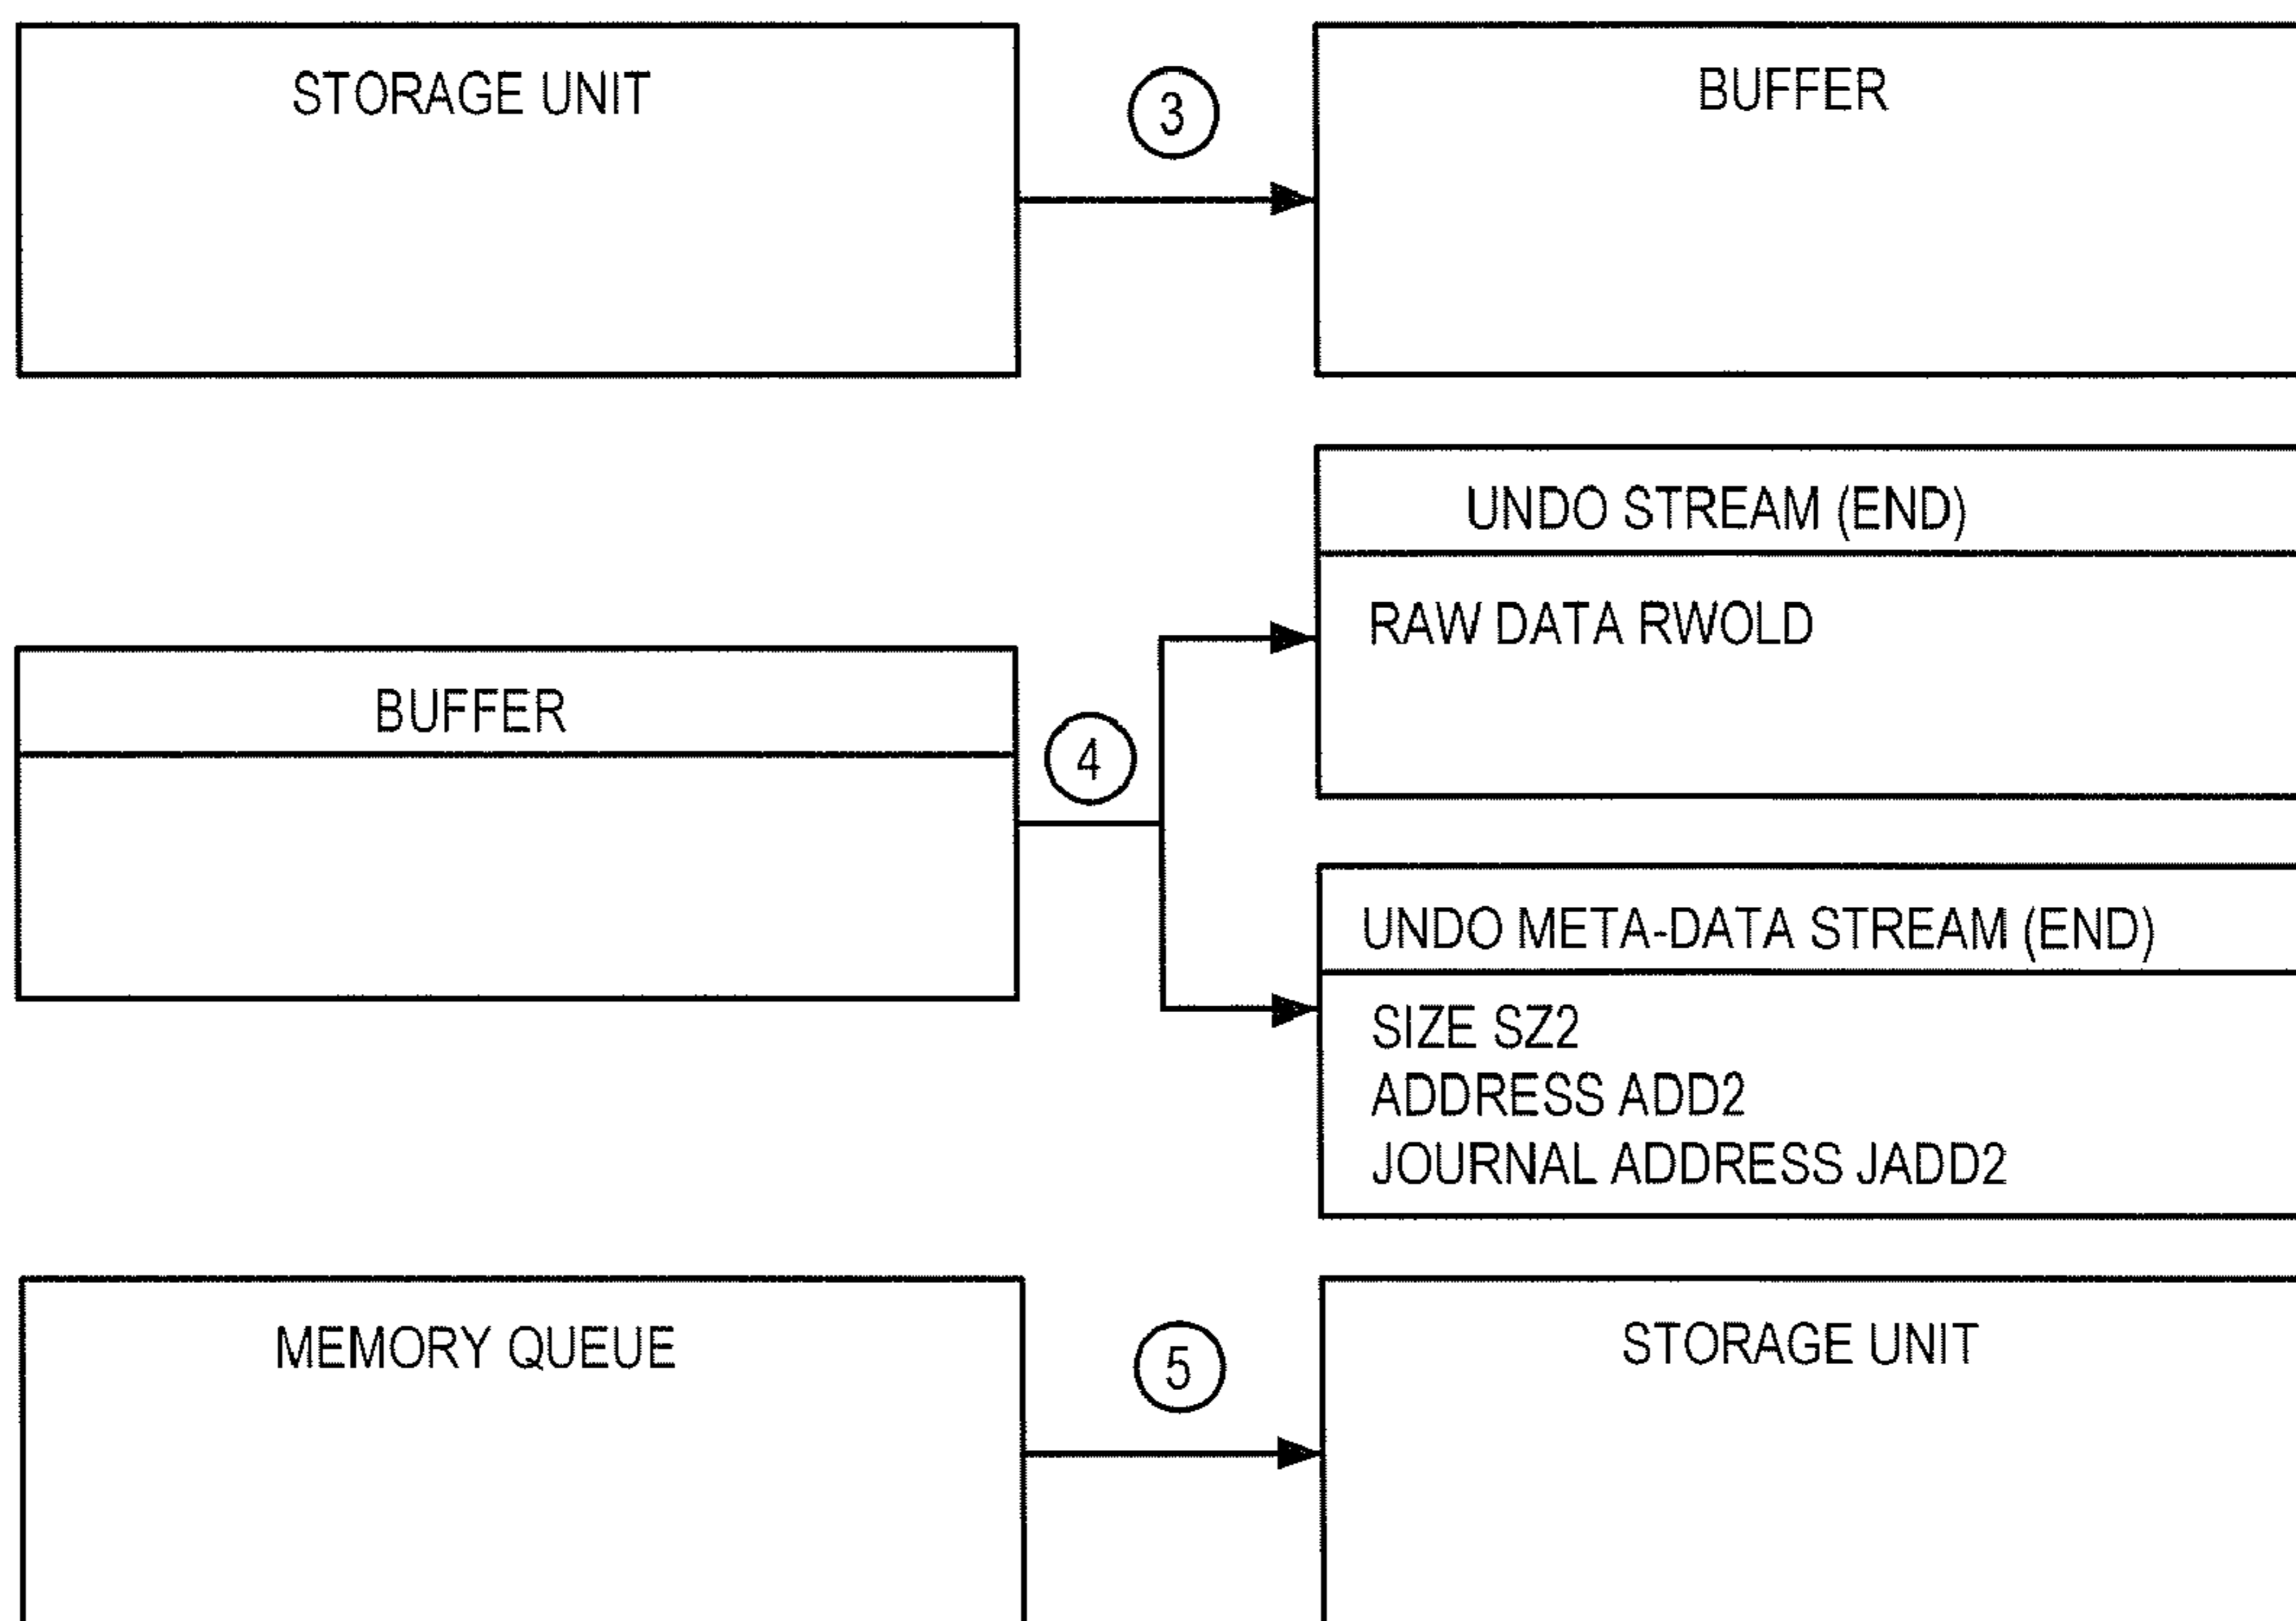 STORAGE UNIT
3
BUFFER
UNDO STREAM (END)
RAW DATA RWOLD
BUFFER
4
UNDO META-DATA STREAM (END)
SIZE SZ2
ADDRESS ADD2
JOURNAL ADDRESS JADD2
MEMORY QUEUE
5
STORAGE UNIT